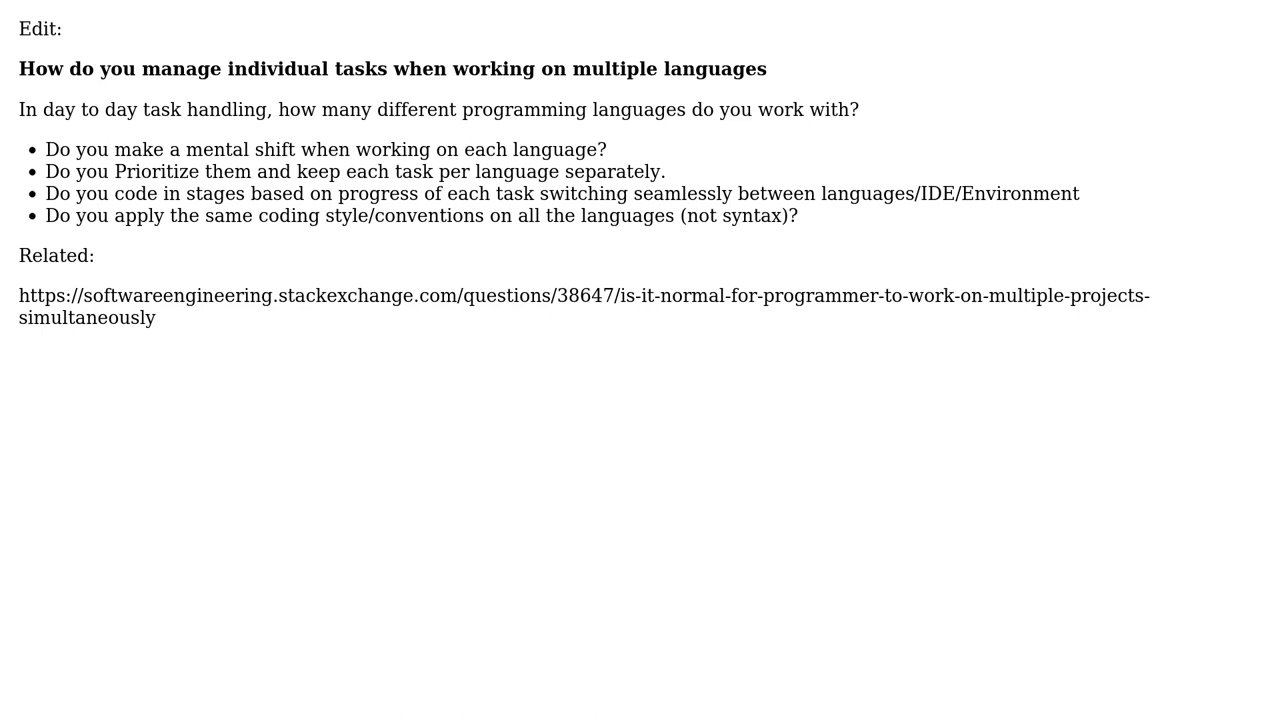 Edit:
How do you manage individual tasks when working on multiple languages
In day to day task handling, how many different programming languages do you work with?
• Do you make a mental shift when working on each language?
• Do you Prioritize them and keep each task per language separately.
• Do you code in stages based on progress of each task switching seamlessly between languages/IDE/Environment
• Do you apply the same coding style/conventions on all the languages (not syntax)?
Related:
https://softwareengineering.stackexchange.com/questions/38647/is-it-normal-for-programmer-to-work-on-multiple-projects-
simultaneously